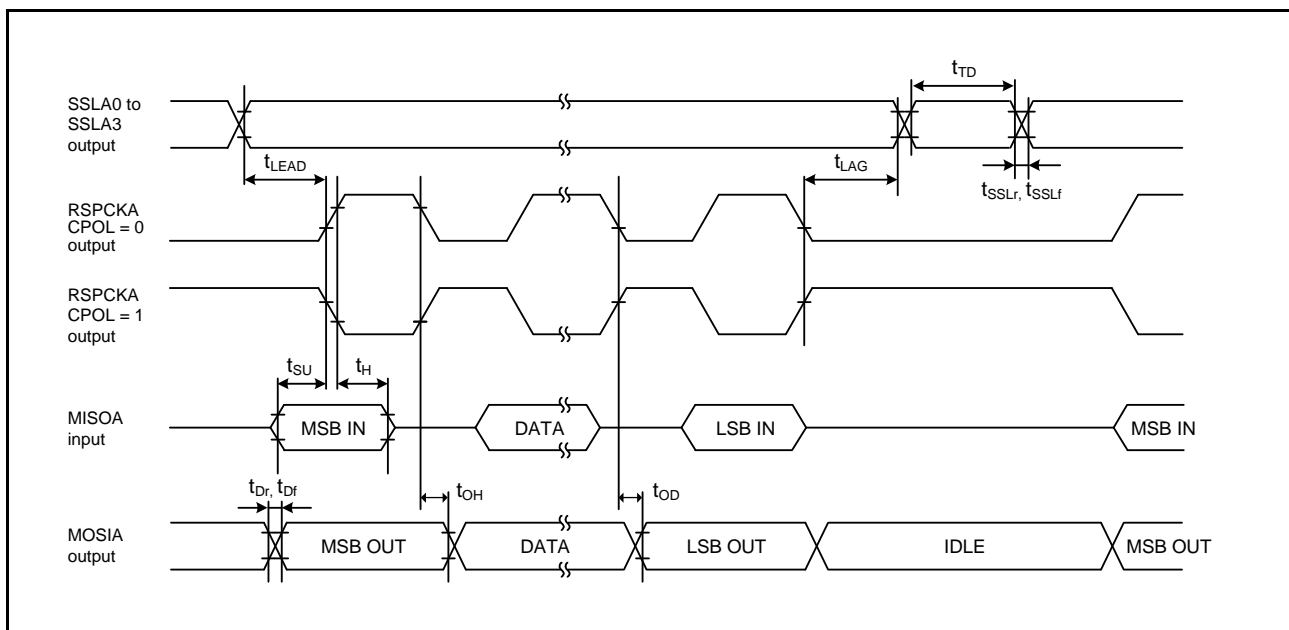 tTD
SSLA0 to
SSLA3
output
tLEAD
tLAG
tSSLr, tSSLf
RSPCKA
CPOL = 0
output
RSPCKA
CPOL = 1
output
tSU
tH
MISOA
input
MSB IN
DATA
LSB IN
MSB IN
tDr, tDf
tOH
tOD
MOSIA
output
MSB OUT
DATA
LSB OUT
IDLE
MSB OUT